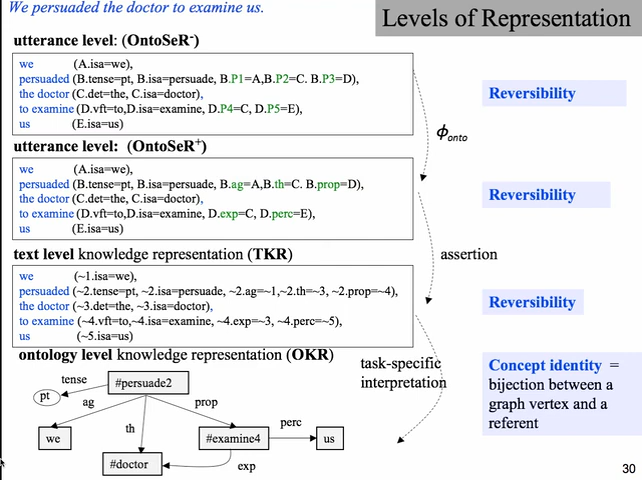 We persuaded the doctor to examine us.
Levels of Representation
utterance level: (OntoSeR-)
we (A.isa=we),
persuaded (B.tense=pt, B.isa=persuade, B.P1=A,B.P2=C. B.P3=D),
the doctor (C.det=the, C.isa=doctor),
to examine (D.vft=to,D.isa=examine, D.P4=C, D.P5=E),
us (E.isa=us)
Reversibility
ϕonto
utterance level: (OntoSeR+)
we (A.isa=we),
persuaded (B.tense=pt, B.isa=persuade, B.ag=A,B.th=C. B.prop=D),
the doctor (C.det=the, C.isa=doctor),
to examine (D.vft=to,D.isa=examine, D.exp=C, D.perc=E),
us (E.isa=us)
Reversibility
assertion
text level knowledge representation (TKR)
we (~1.isa=we),
persuaded (~2.tense=pt, ~2.isa=persuade, ~2.ag=~1,~2.th=~3, ~2.prop=~4),
the doctor (~3.det=the, ~3.isa=doctor),
to examine (~4.vft=to,~4.isa=examine, ~4.exp=~3, ~4.perc=~5),
us (~5.isa=us)
Reversibility
ontology level knowledge representation (OKR)
task-specific
interpretation
Concept identity =
bijection between a
graph vertex and a
referent
tense
#persuade2
pt
ag
prop
th
perc
we
#examine4
us
#doctor
exp
30